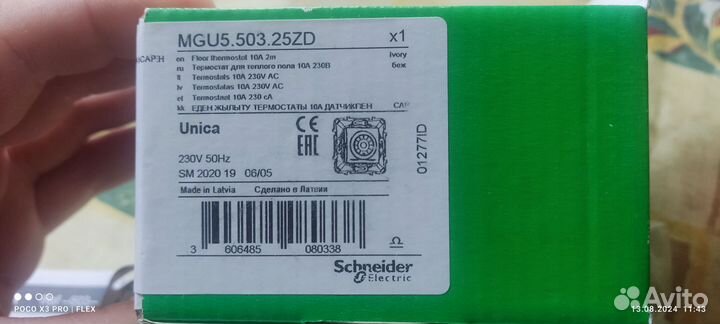 MGU5.503.25ZD x1
en Floor thermostat 10A 2m Ivory
ru Термостат для теплого пола 10A 230В беж
lt Termostats 10A 230V AC
lv Termostatas 10A 230V AC
et Termostaat 10A 230 cA
kk ЕДЕН ЖЫЛЫТУ ТЕРМОСТАТЫ 10А ДАТЧИКПЕН
Unica
CE
EAC
01277ID
230V 50Hz
SM 2020 19 06/05
Made in Latvia Сделано в Латвии
3 606485 080338
Schneider
Electric
Mi
POCO X3 PRO | FLEX
Avito
13.08.2024 11:43